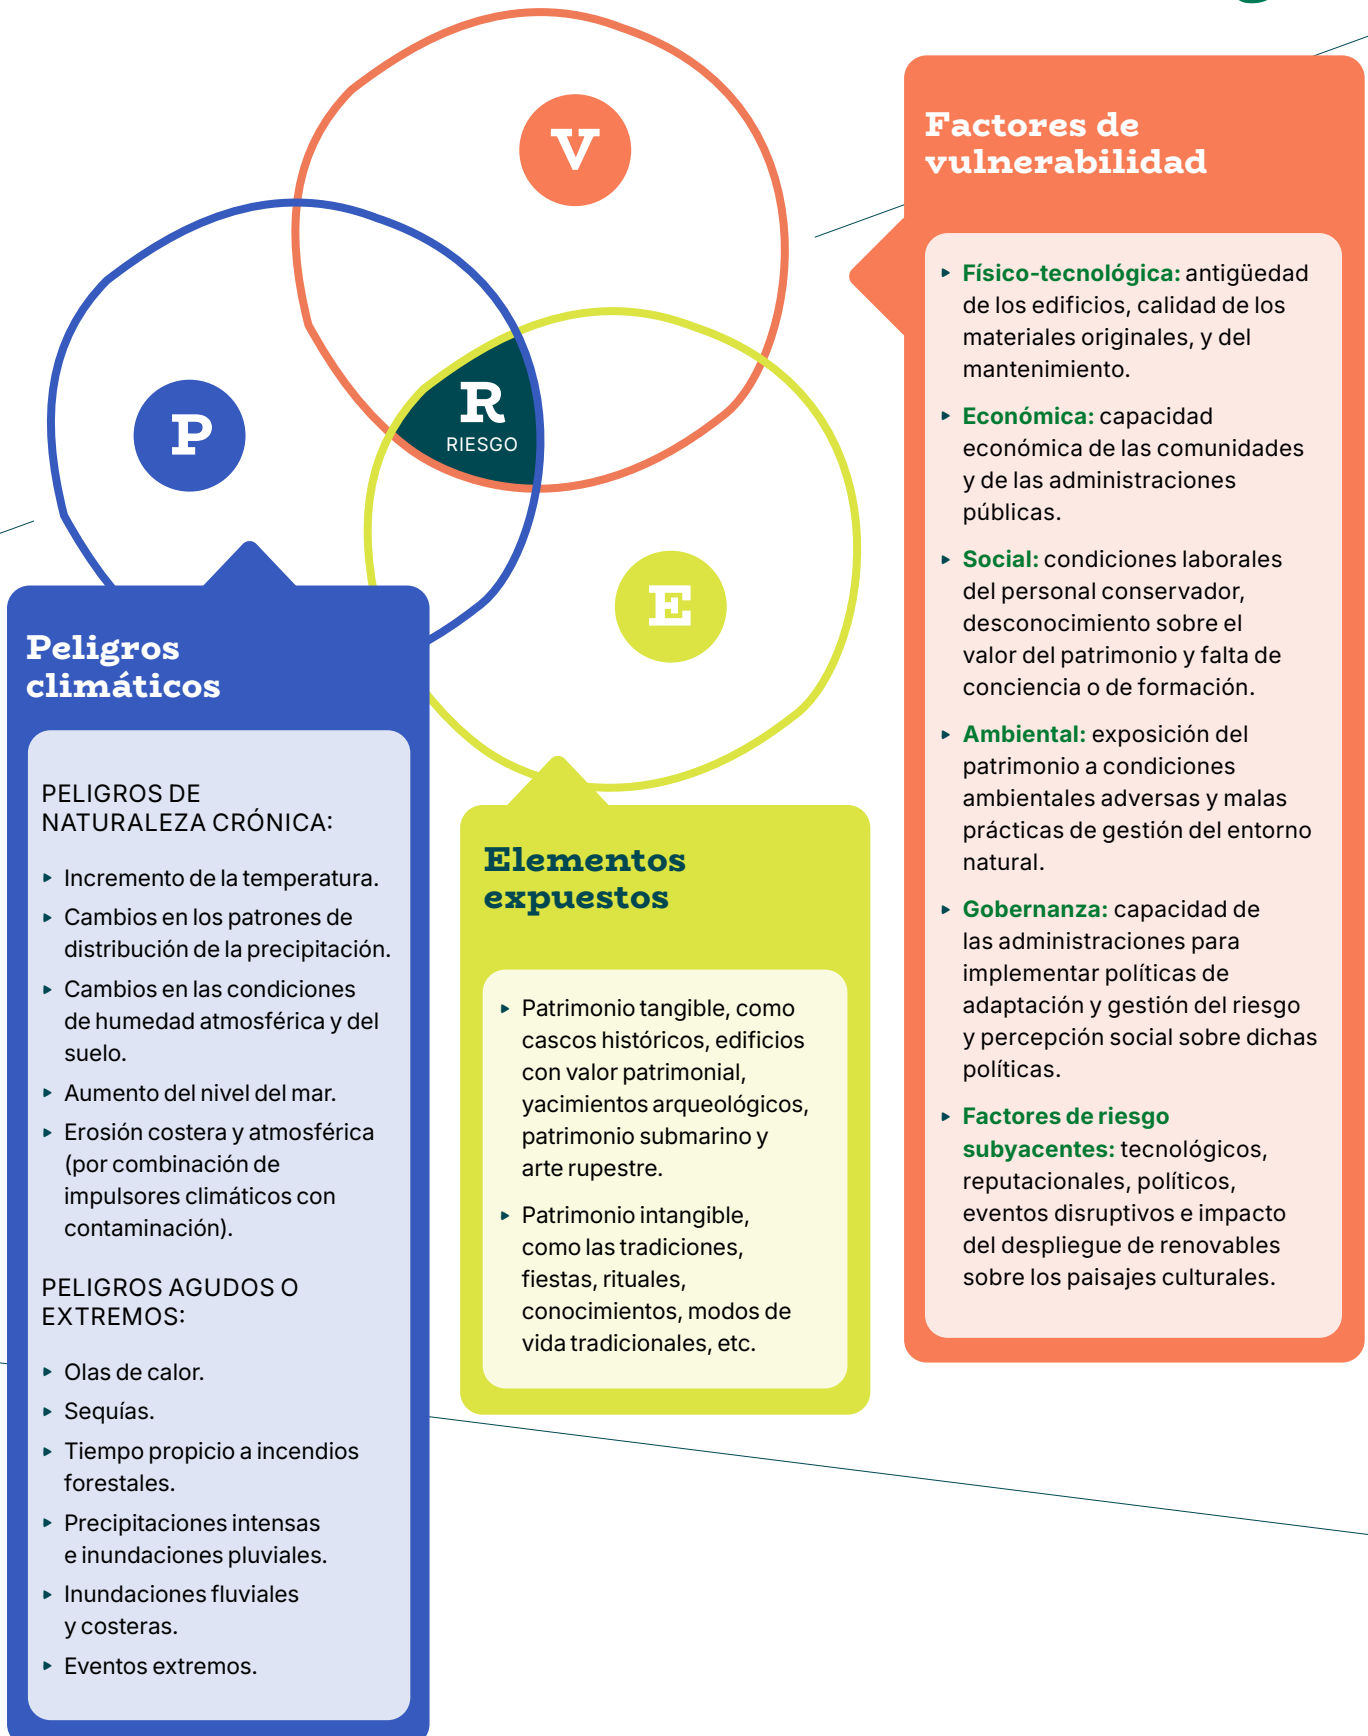 V
P
R
RIESGO
E
Peligros
climáticos
PELIGROS DE
NATURALEZA CRÓNICA:
Incremento de la temperatura.
Cambios en los patrones de
distribución de la precipitación.
Cambios en las condiciones
de humedad atmosférica y del
suelo.
Aumento del nivel del mar.
Erosión costera y atmosférica
(por combinación de
impulsores climáticos con
contaminación).
PELIGROS AGUDOS O
EXTREMOS:
Olas de calor.
Sequías.
Tiempo propicio a incendios
forestales.
Precipitaciones intensas
e inundaciones pluviales.
Inundaciones fluviales
y costeras.
Eventos extremos.
Elementos
expuestos
Patrimonio tangible, como
cascos históricos, edificios
con valor patrimonial,
yacimientos arqueológicos,
patrimonio submarino y
arte rupestre.
Patrimonio intangible,
como las tradiciones,
fiestas, rituales,
conocimientos, modos de
vida tradicionales, etc.
Factores de
vulnerabilidad
Físico-tecnológica: antigüedad
de los edificios, calidad de los
materiales originales, y del
mantenimiento.
Económica: capacidad
económica de las comunidades
y de las administraciones
públicas.
Social: condiciones laborales
del personal conservador,
desconocimiento sobre el
valor del patrimonio y falta de
conciencia o de formación.
Ambiental: exposición del
patrimonio a condiciones
ambientales adversas y malas
prácticas de gestión del entorno
natural.
Gobernanza: capacidad de
las administraciones para
implementar políticas de
adaptación y gestión del riesgo
y percepción social sobre dichas
políticas.
Factores de riesgo
subyacentes: tecnológicos,
reputacionales, políticos,
eventos disruptivos e impacto
del despliegue de renovables
sobre los paisajes culturales.